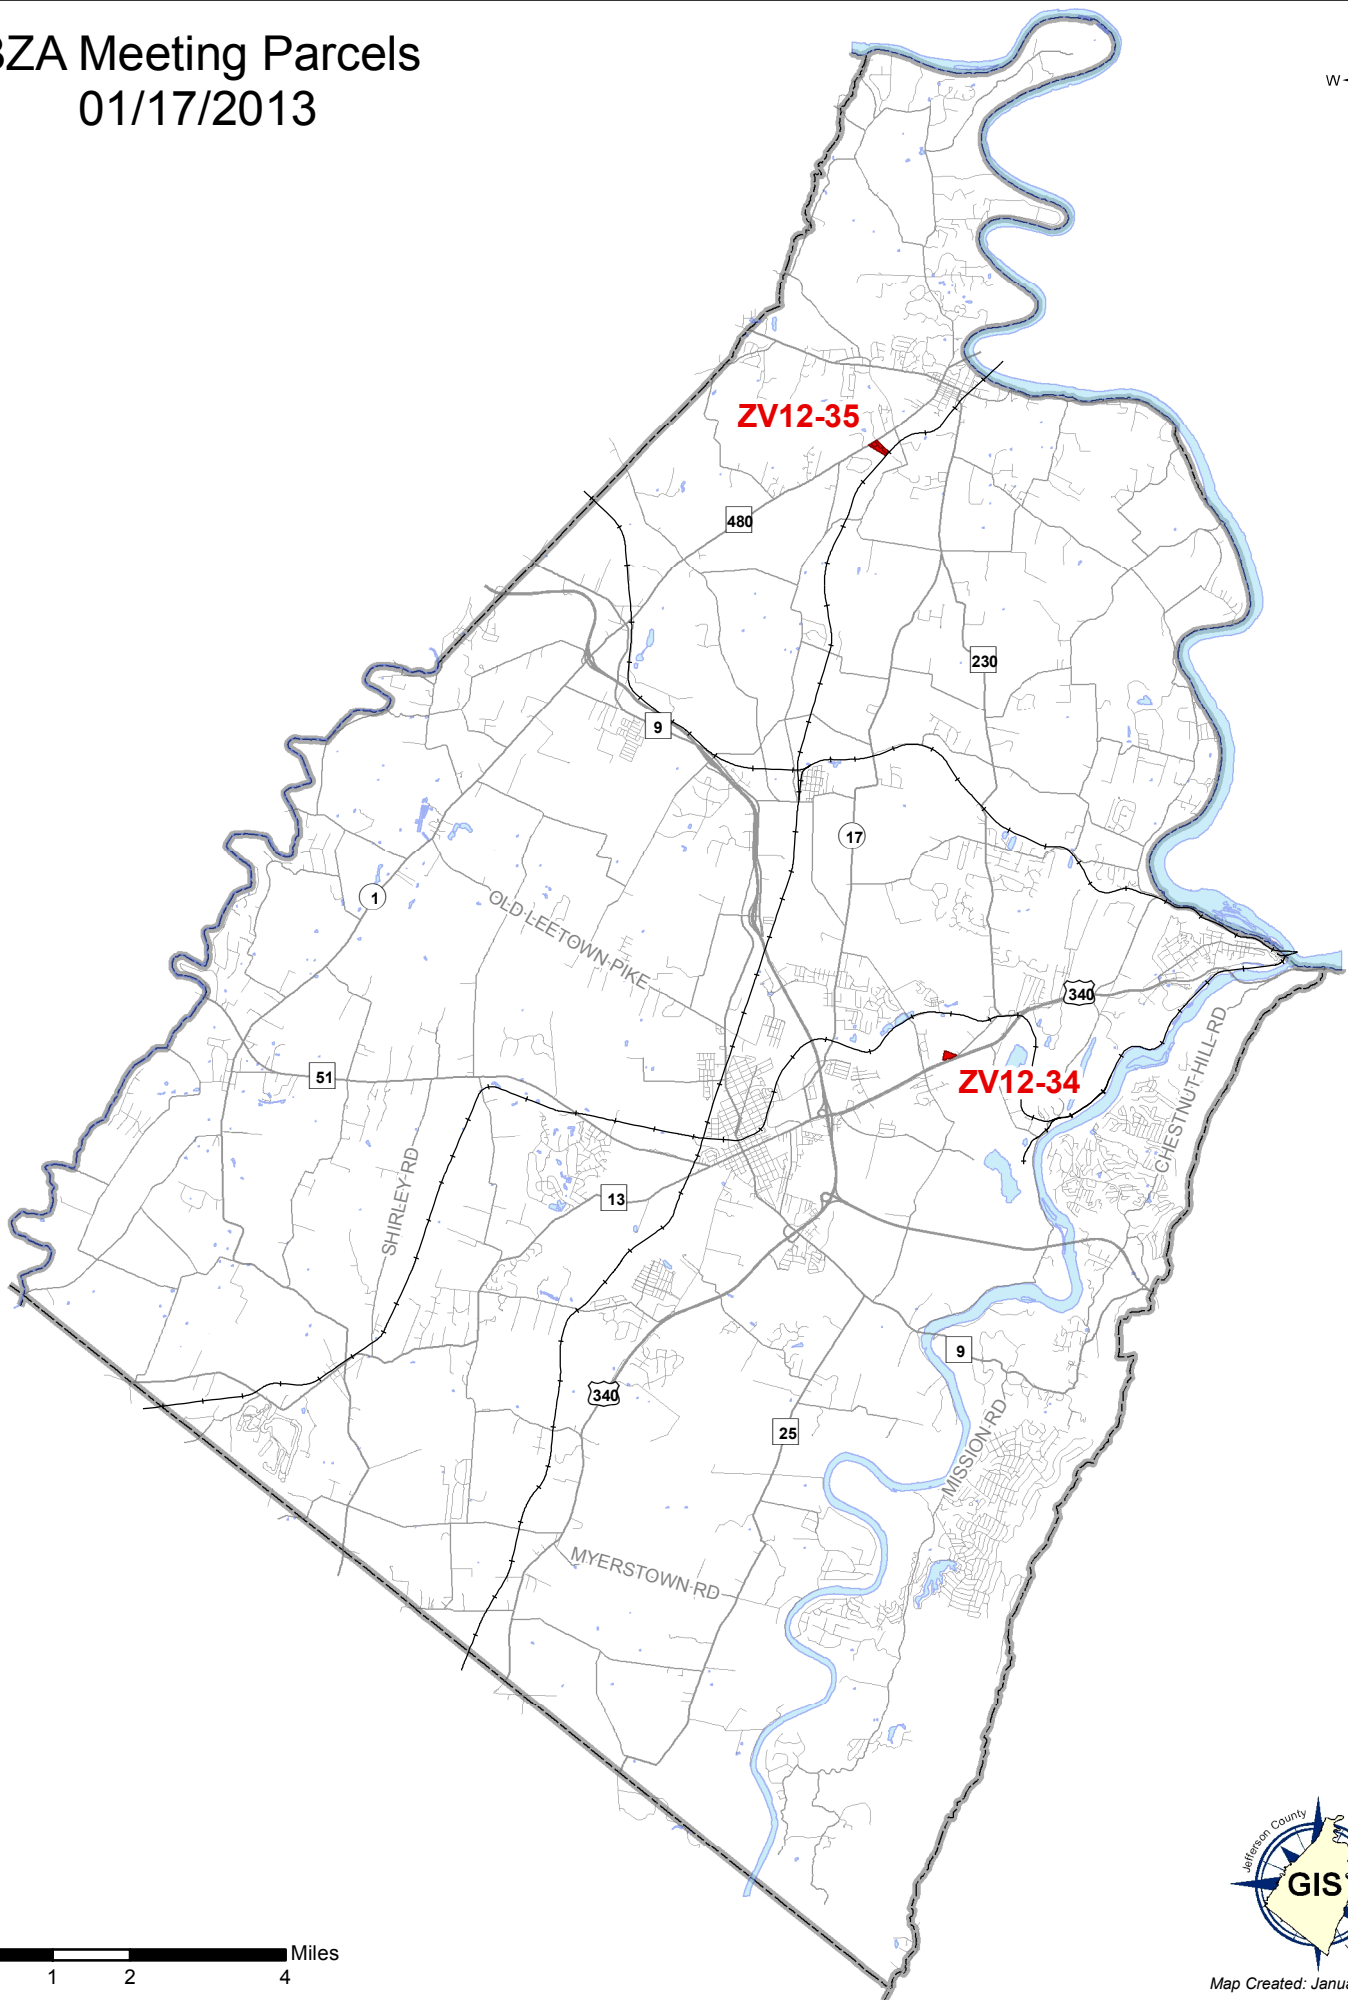 BZA Meeting Parcels
01/17/2013
W
ZV12-35
480
230
9
17
1
OLD LEETOWN PIKE
340
CHESTNUT HILL RD
ZV12-34
51
SHIRLEY RD
13
9
340
25
MISSION RD
MYERSTOWN RD
Jefferson County
GIS
Miles
1 2 4
Map Created: